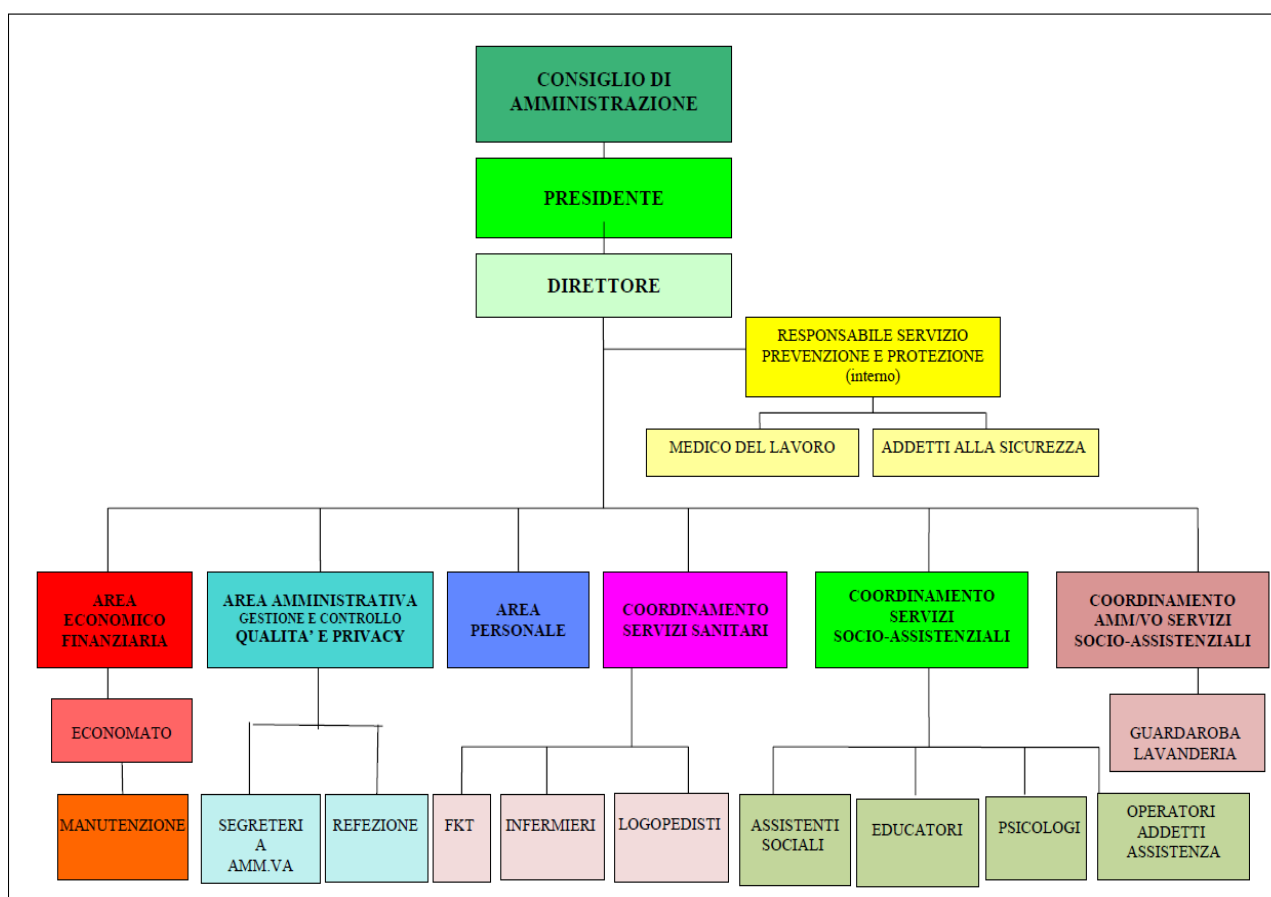 CONSIGLIO DI
AMMINISTRAZIONE
PRESIDENTE
DIRETTORE
RESPONSABILE SERVIZIO
PREVENZIONE E PROTEZIONE
(interno)
MEDICO DEL LAVORO
ADDETTI ALLA SICUREZZA
AREA
ECONOMICO
FINANZIARIA
AREA AMMINISTRATIVA
GESTIONE E CONTROLLO
QUALITA’ E PRIVACY
AREA
PERSONALE
COORDINAMENTO
SERVIZI SANITARI
COORDINAMENTO
SERVIZI
SOCIO-ASSISTENZIALI
COORDINAMENTO
AMM/VO SERVIZI
SOCIO-ASSISTENZIALI
ECONOMATO
GUARDAROBA
LAVANDERIA
MANUTENZIONE
SEGRETERI
A
AMM.VA
REFEZIONE
FKT
INFERMIERI
LOGOPEDISTI
ASSISTENTI
SOCIALI
EDUCATORI
PSICOLOGI
OPERATORI
ADDETTI
ASSISTENZA